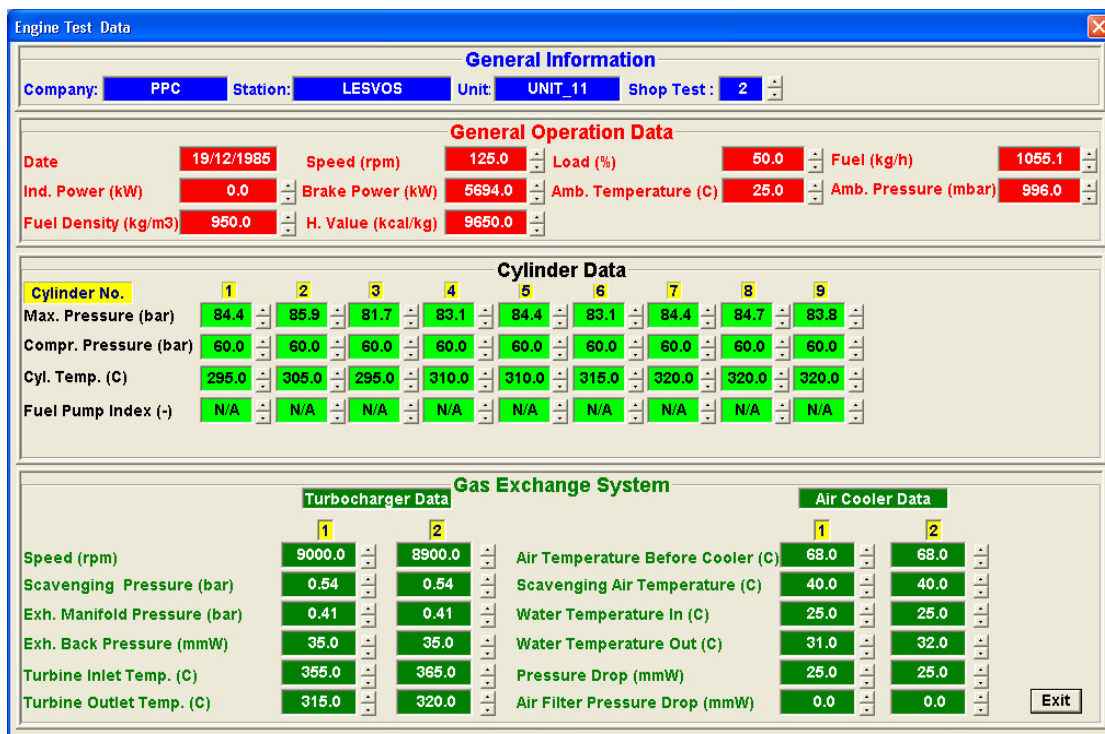 Engine Test Data
General Information
Company: PPC Station: LESVOS Unit: UNIT_11 Shop Test : 2
General Operation Data
Date 19/12/1985 Speed (rpm) 125.0 Load (%) 50.0 Fuel (kg/h) 1055.1
Ind. Power (kW) 0.0 Brake Power (kW) 5694.0 Amb. Temperature (C) 25.0 Amb. Pressure (mbar) 996.0
Fuel Density (kg/m3) 950.0 H. Value (kcal/kg) 9650.0
Cylinder Data
Cylinder No. 1 2 3 4 5 6 7 8 9
Max. Pressure (bar) 84.4 85.9 81.7 83.1 84.4 83.1 84.4 84.7 83.8
Compr. Pressure (bar) 60.0 60.0 60.0 60.0 60.0 60.0 60.0 60.0 60.0
Cyl. Temp. (C) 295.0 305.0 295.0 310.0 310.0 315.0 320.0 320.0 320.0
Fuel Pump Index (-) N/A N/A N/A N/A N/A N/A N/A N/A N/A
Gas Exchange System
Turbocharger Data Air Cooler Data
1 2 1 2
Speed (rpm) 9000.0 8900.0 Air Temperature Before Cooler (C) 68.0 68.0
Scavenging Pressure (bar) 0.54 0.54 Scavenging Air Temperature (C) 40.0 40.0
Exh. Manifold Pressure (bar) 0.41 0.41 Water Temperature In (C) 25.0 25.0
Exh. Back Pressure (mmW) 35.0 35.0 Water Temperature Out (C) 31.0 32.0
Turbine Inlet Temp. (C) 355.0 365.0 Pressure Drop (mmW) 25.0 25.0
Turbine Outlet Temp. (C) 315.0 320.0 Air Filter Pressure Drop (mmW) 0.0 0.0 Exit